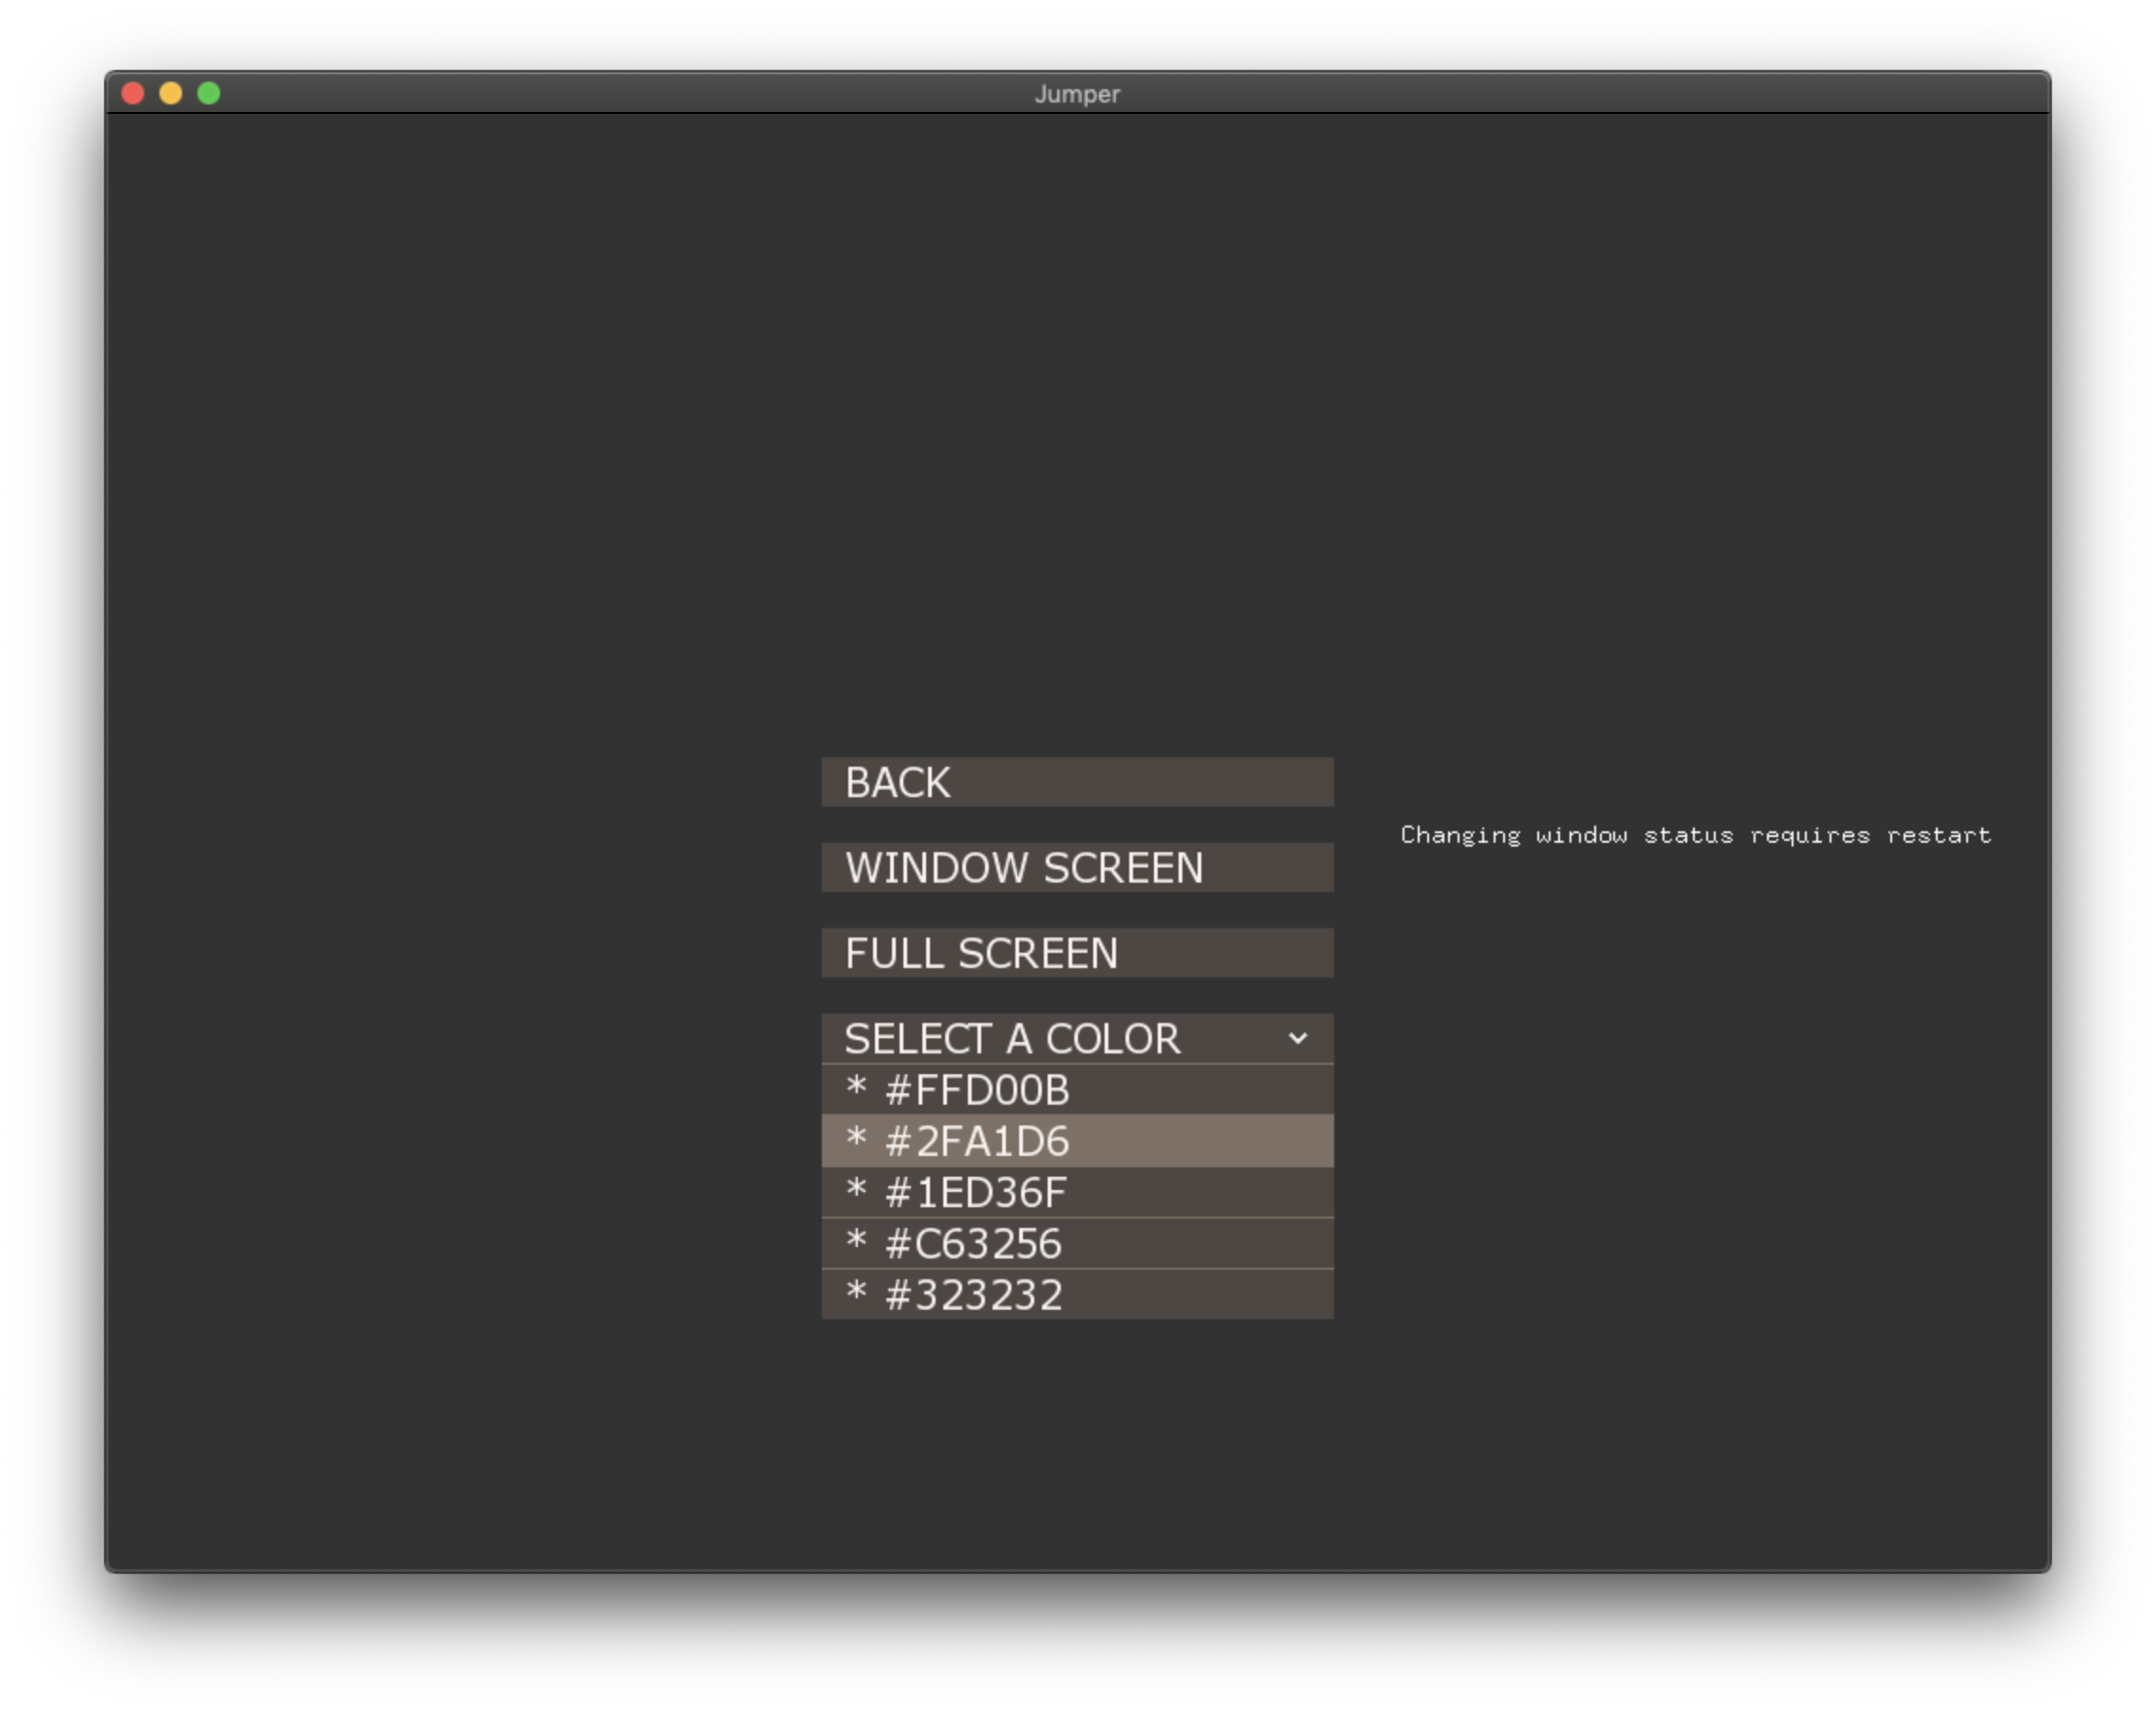 Jumper
BACK
Changing window status requires restart
WINDOW SCREEN
FULL SCREEN
SELECT A COLOR
* #FFD00B
* #2FA1D6
* #1ED36F
* #C63256
* #323232